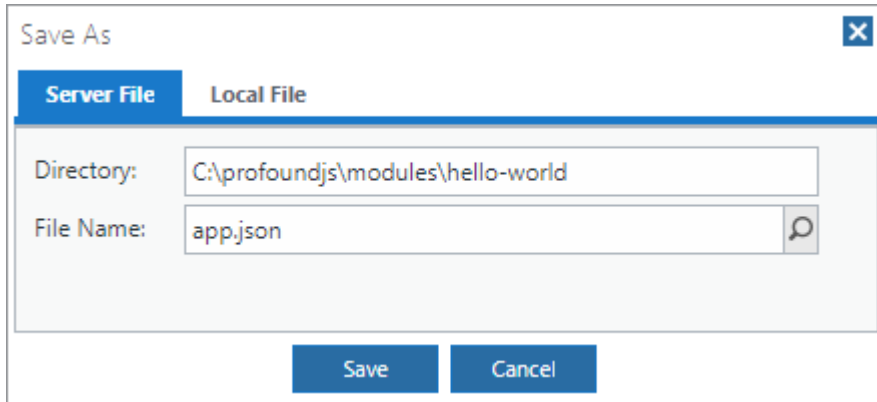 Save As
Server File Local File
Directory: C:\profoundjs\modules\hello-world
File Name: app.json
Save Cancel